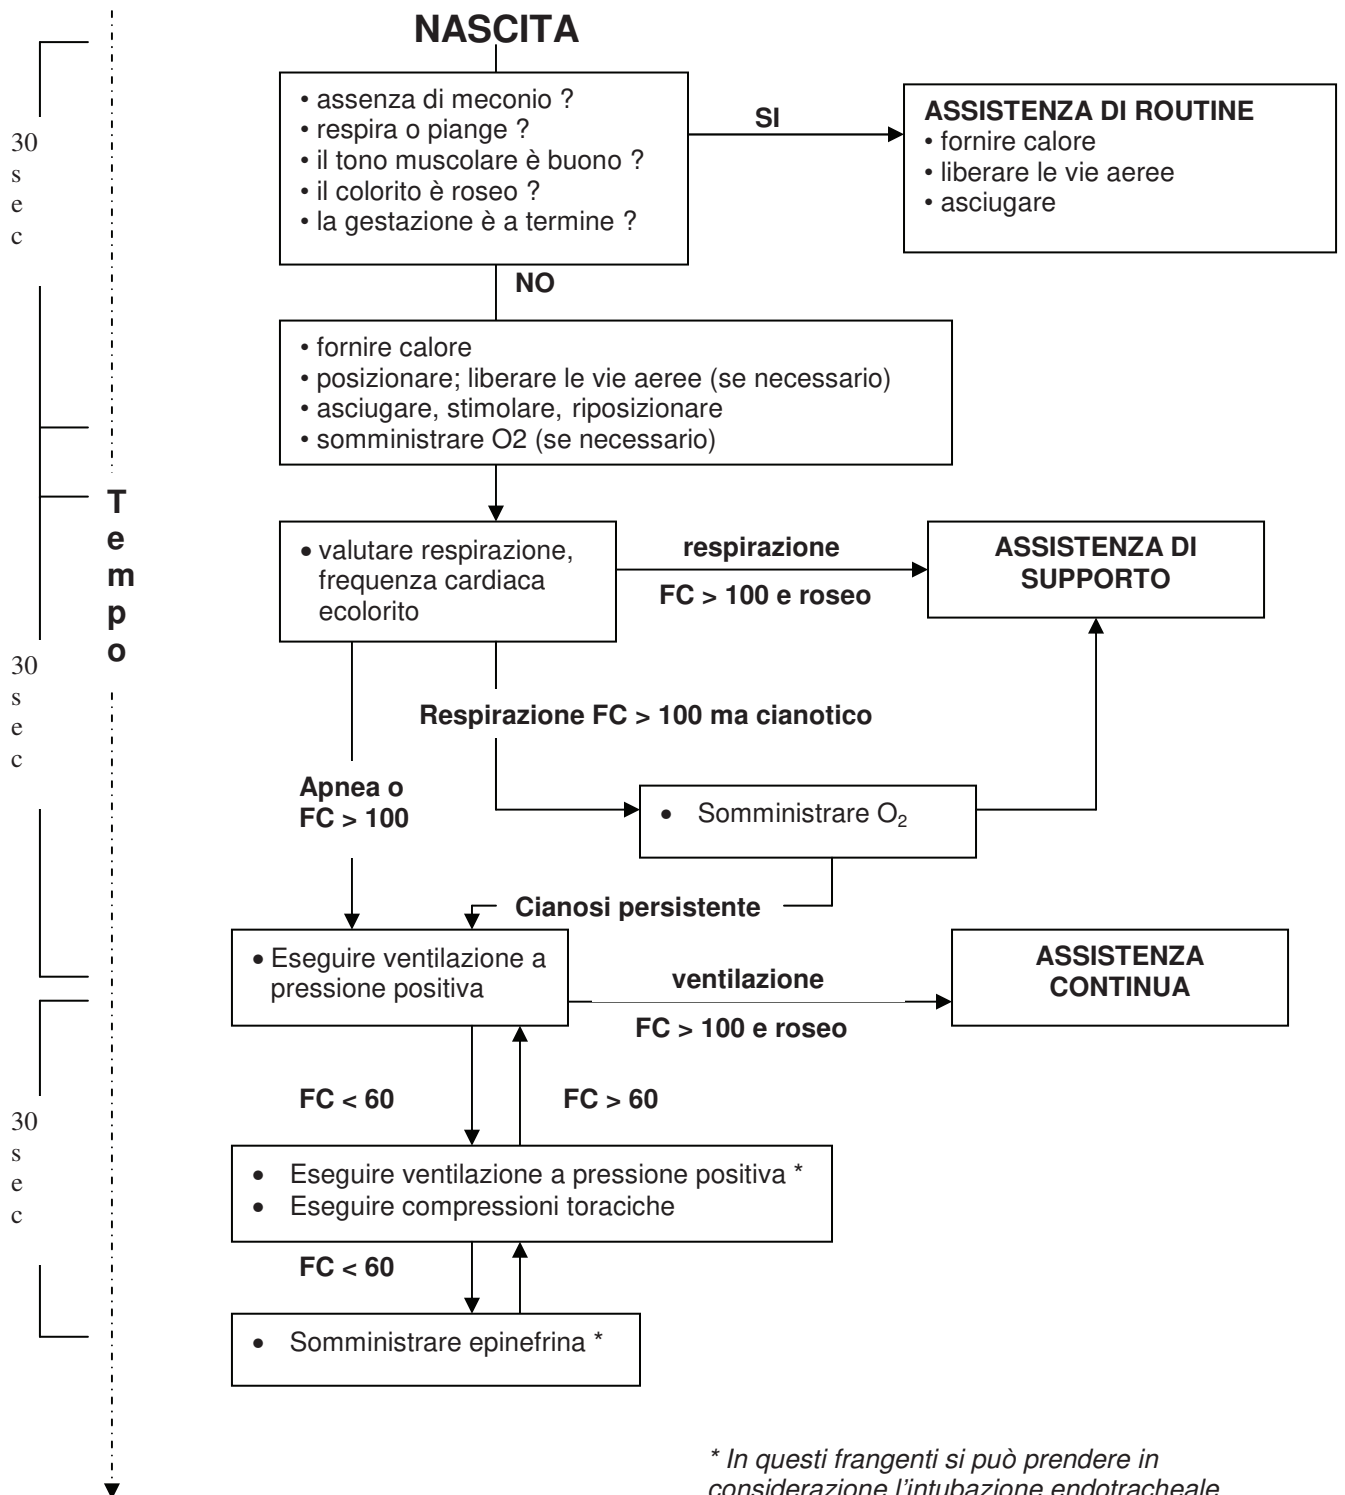 NASCITA
• assenza di meconio ?
• respira o piange ?
• il tono muscolare è buono ?
• il colorito è roseo ?
• la gestazione è a termine ?
SI
ASSISTENZA DI ROUTINE
• fornire calore
• liberare le vie aeree
• asciugare
30
s
e
c
NO
• fornire calore
• posizionare; liberare le vie aeree (se necessario)
• asciugare, stimolare, riposizionare
• somministrare O2 (se necessario)
T
e
m
p
o
• valutare respirazione,
frequenza cardiaca
ecolorito
respirazione
FC > 100 e roseo
ASSISTENZA DI
SUPPORTO
30
s
e
c
Respirazione FC > 100 ma cianotico
Apnea o
FC > 100
• Somministrare O₂
Cianosi persistente
• Eseguire ventilazione a
pressione positiva
ventilazione
FC > 100 e roseo
ASSISTENZA
CONTINUA
30
s
e
c
FC < 60
FC > 60
• Eseguire ventilazione a pressione positiva *
• Eseguire compressioni toraciche
FC < 60
• Somministrare epinefrina *
* In questi frangenti si può prendere in
considerazione l'intubazione endotracheale